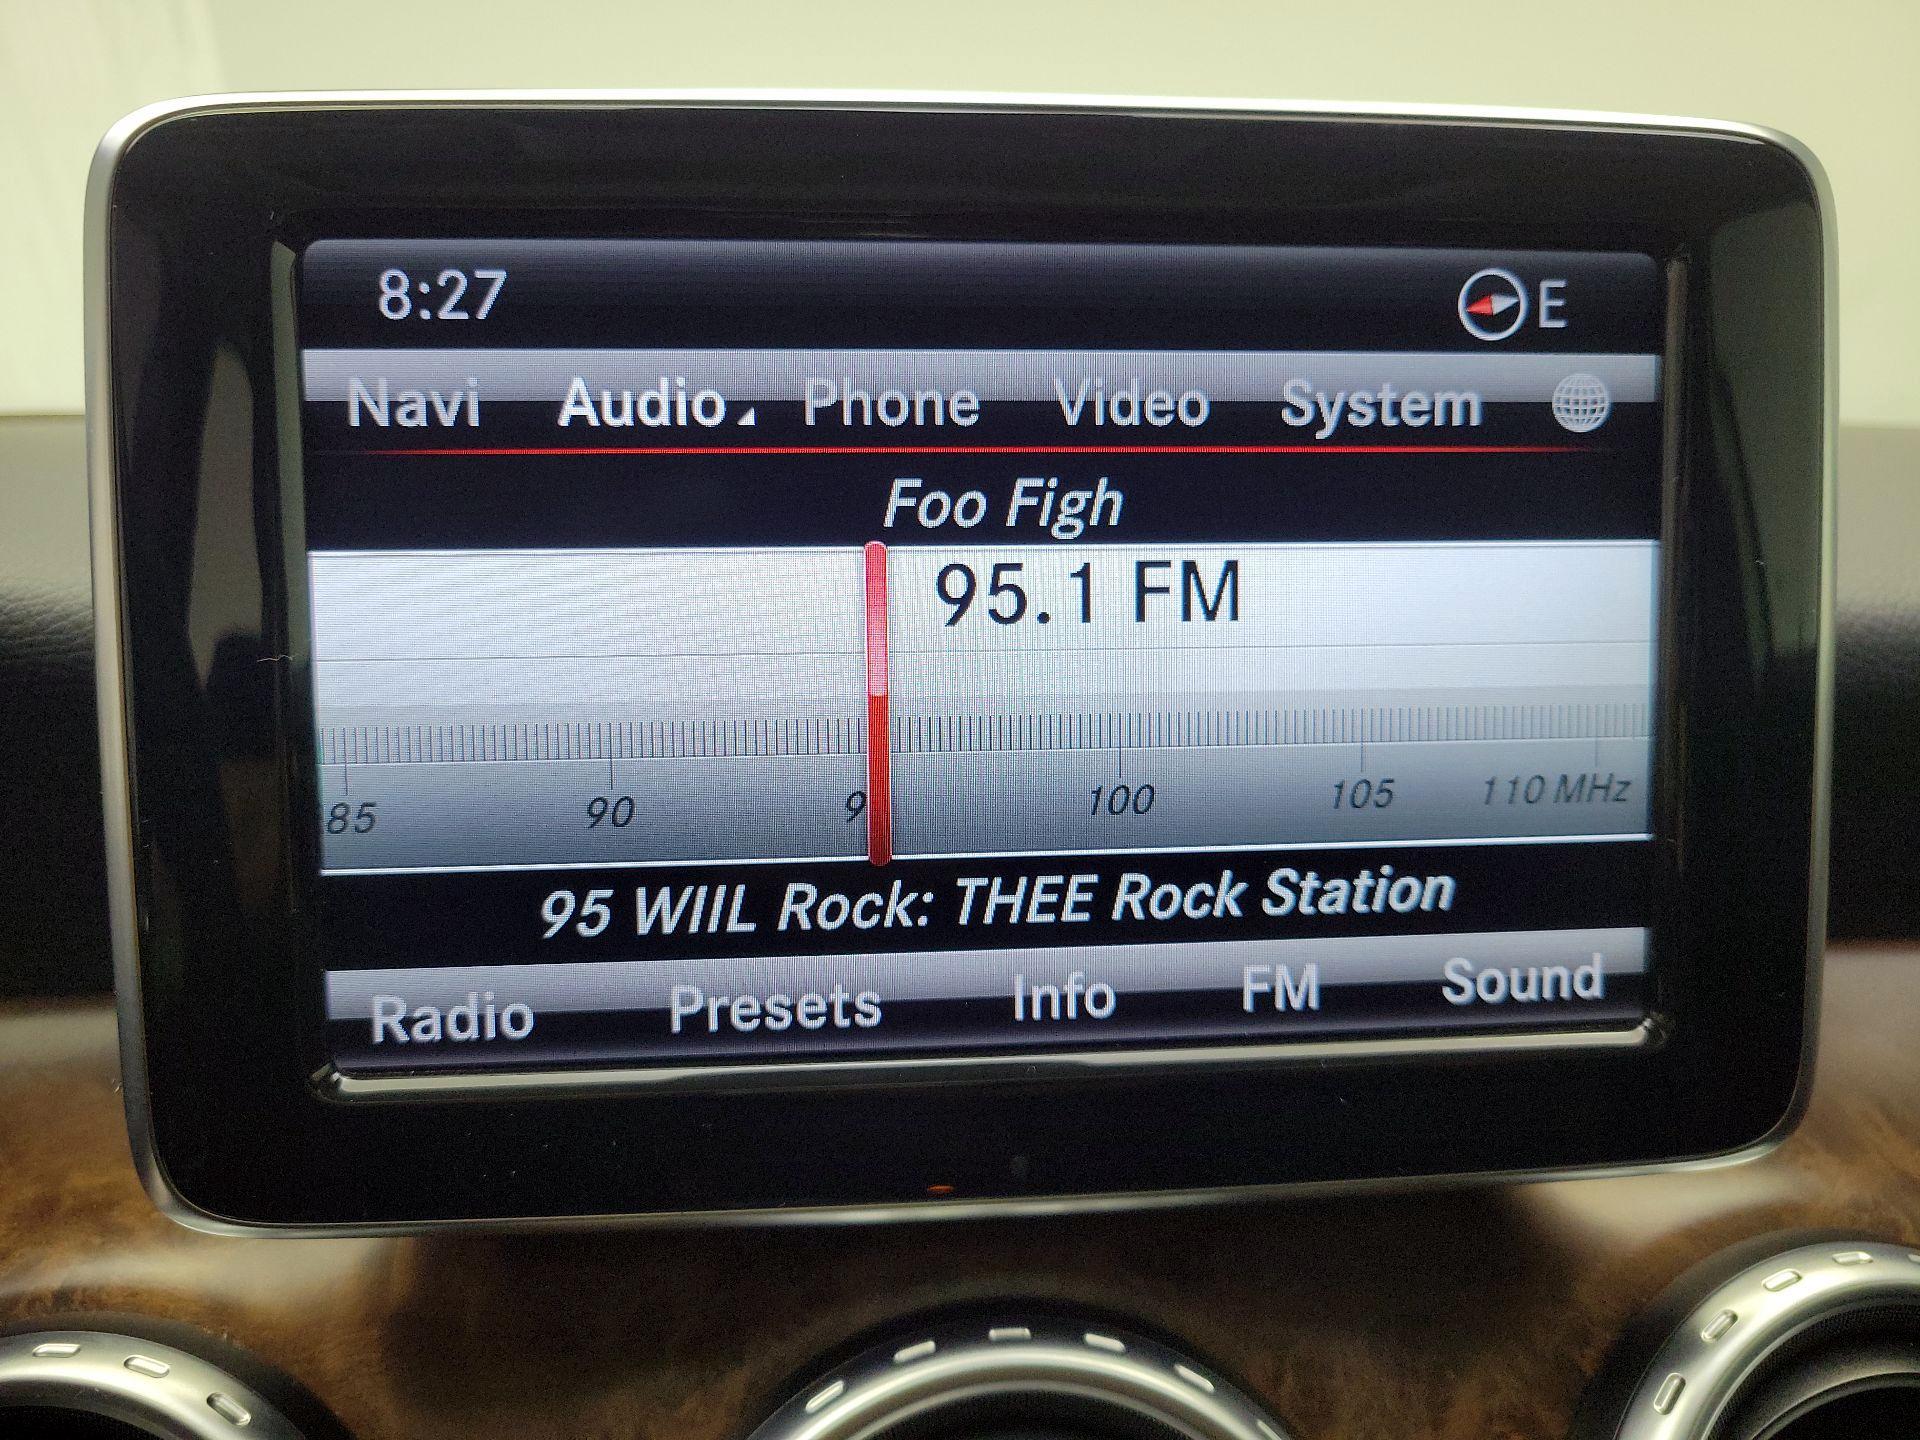 8:27 E
Navi Audio Phone Video System
Foo Figh
95.1 FM
85 90 9 100 105 110 MHz
95 WIIL Rock: THEE Rock Station
Radio Presets Info FM Sound